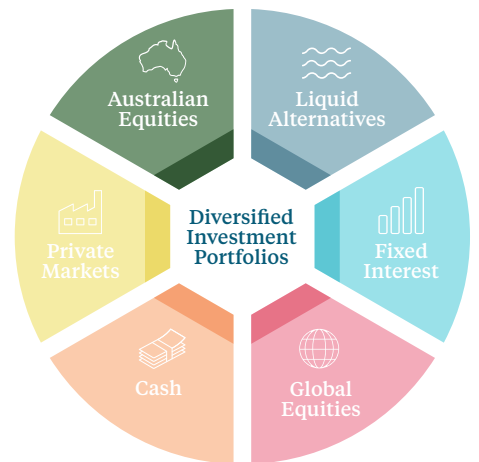 Australian
Equities
Liquid
Alternatives
Private
Markets
Diversified
Investment
Portfolios
Fixed
Interest
Cash
Global
Equities